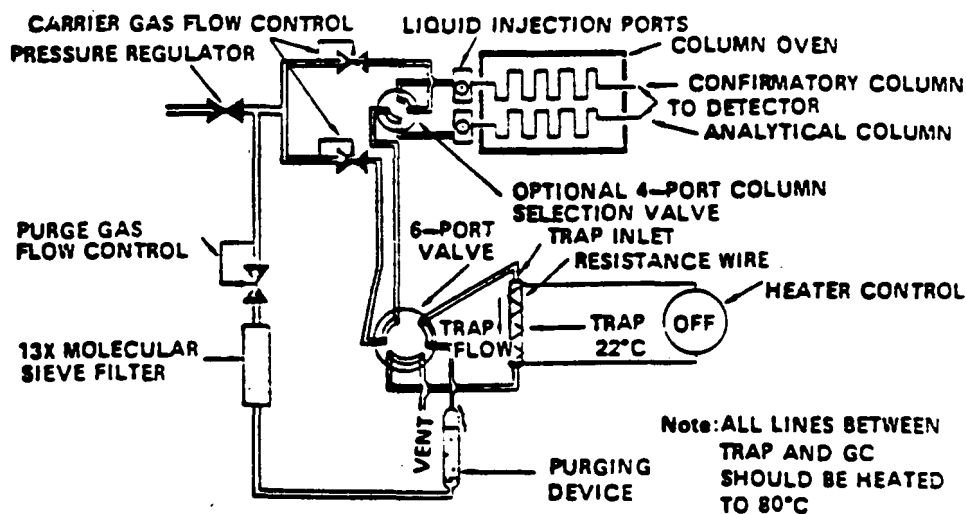 CARRIER GAS FLOW CONTROL
PRESSURE REGULATOR
LIQUID INJECTION PORTS
COLUMN OVEN
CONFIRMATORY COLUMN
TO DETECTOR
ANALYTICAL COLUMN
OPTIONAL 4-PORT COLUMN
SELECTION VALVE
PURGE GAS
FLOW CONTROL
6-PORT
VALVE
TRAP INLET
RESISTANCE WIRE
HEATER CONTROL
OFF
TRAP
FLOW
TRAP
22°C
13X MOLECULAR
SIEVE FILTER
VENT
PURGING
DEVICE
Note: ALL LINES BETWEEN
TRAP AND GC
SHOULD BE HEATED
TO 80°C